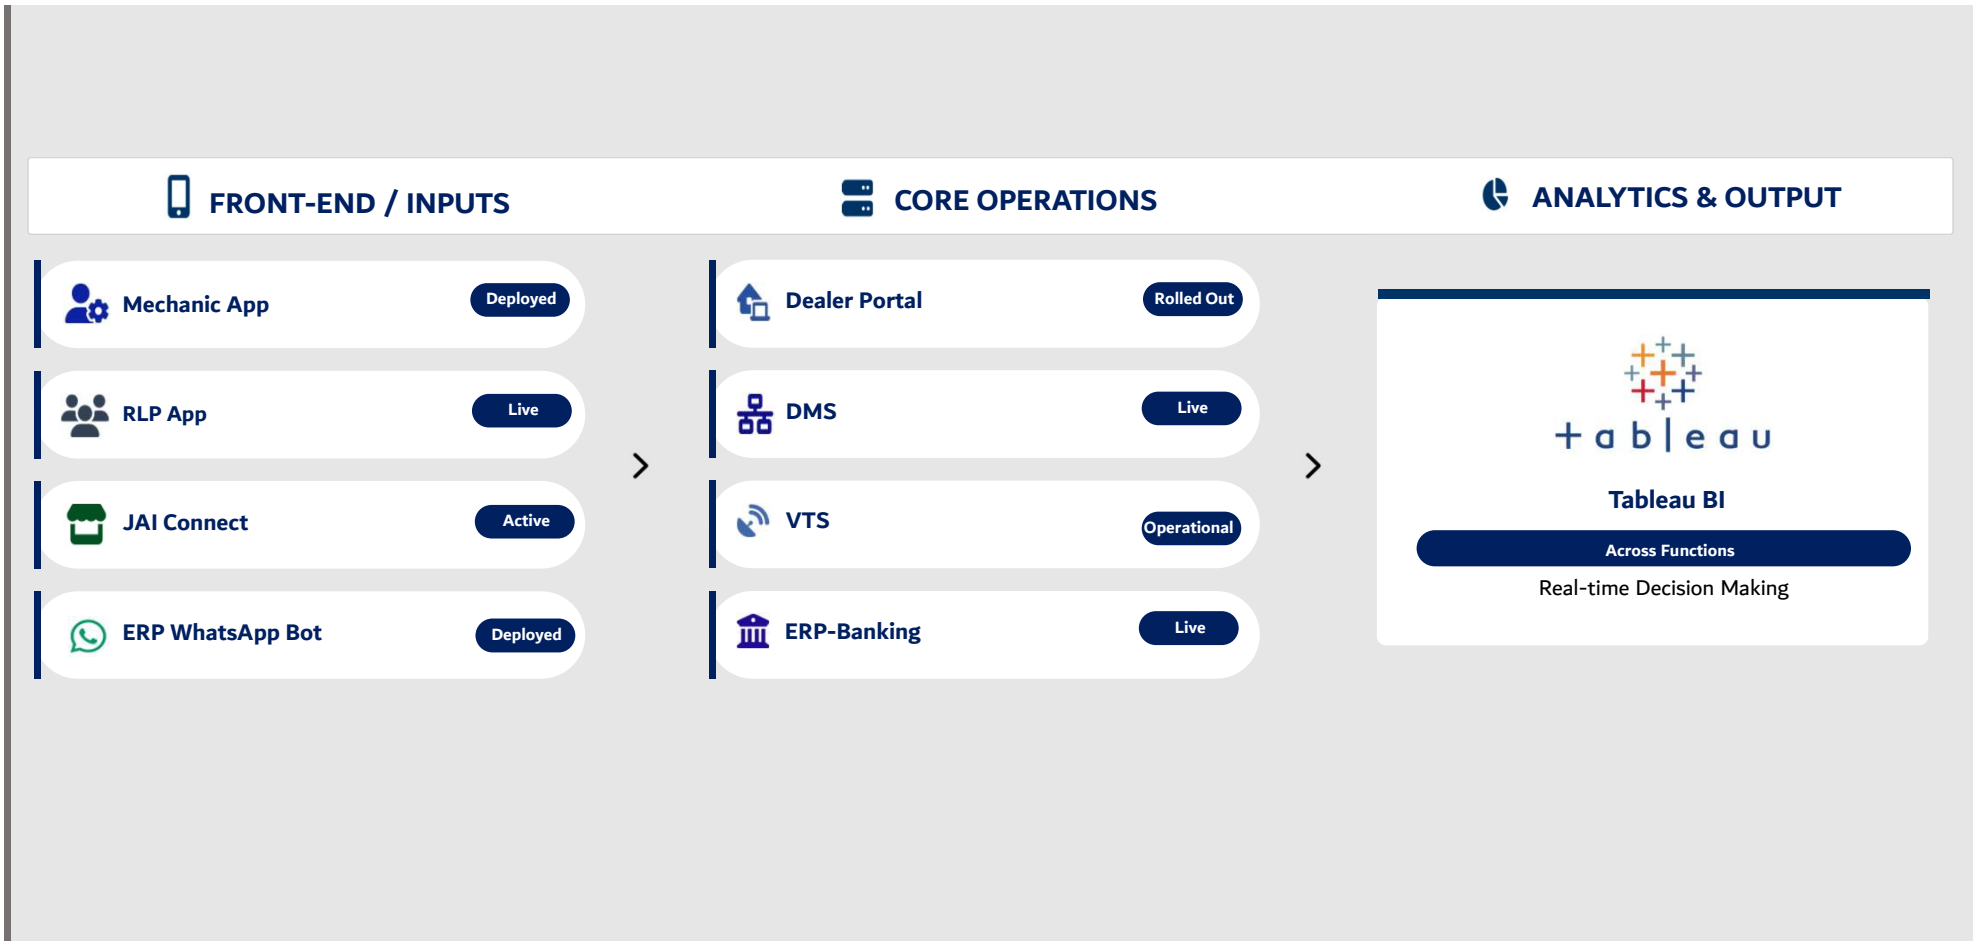 FRONT-END / INPUTS
CORE OPERATIONS
ANALYTICS & OUTPUT
Mechanic App
Deployed
RLP App
Live
JAI Connect
Active
ERP WhatsApp Bot
Deployed
Dealer Portal
Rolled Out
DMS
Live
VTS
Operational
ERP-Banking
Live
+ableau
Tableau BI
Across Functions
Real-time Decision Making